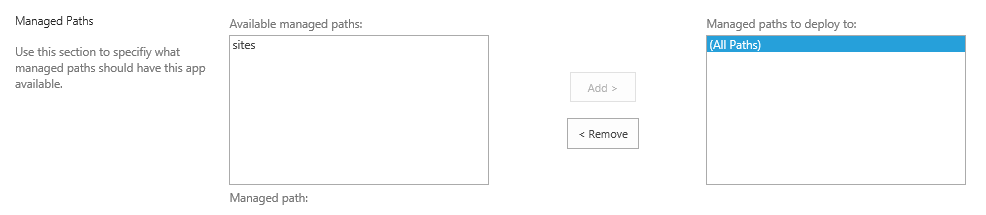 Managed Paths
Use this section to specifiy what
managed paths should have this app
available.
Available managed paths:
sites
Managed path:
Add >
< Remove
Managed paths to deploy to:
(All Paths)